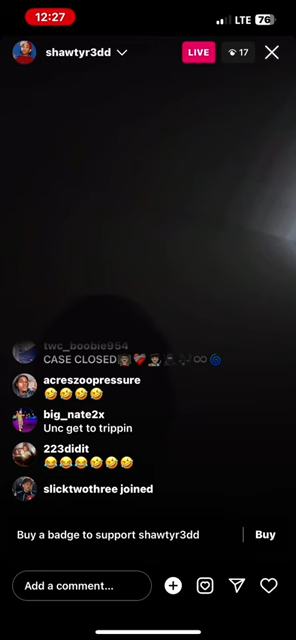 12:27
LTE 76
shawtyr3dd
LIVE
17
twc_boobie954
CASE CLOSED
acreszoopressure
🤣🤣🤣🤣
big_nate2x
Unc get to trippin
223didit
😂😂😂🤣🤣🤣
slicktwothree joined
Buy a badge to support shawtyr3dd
Buy
Add a comment...